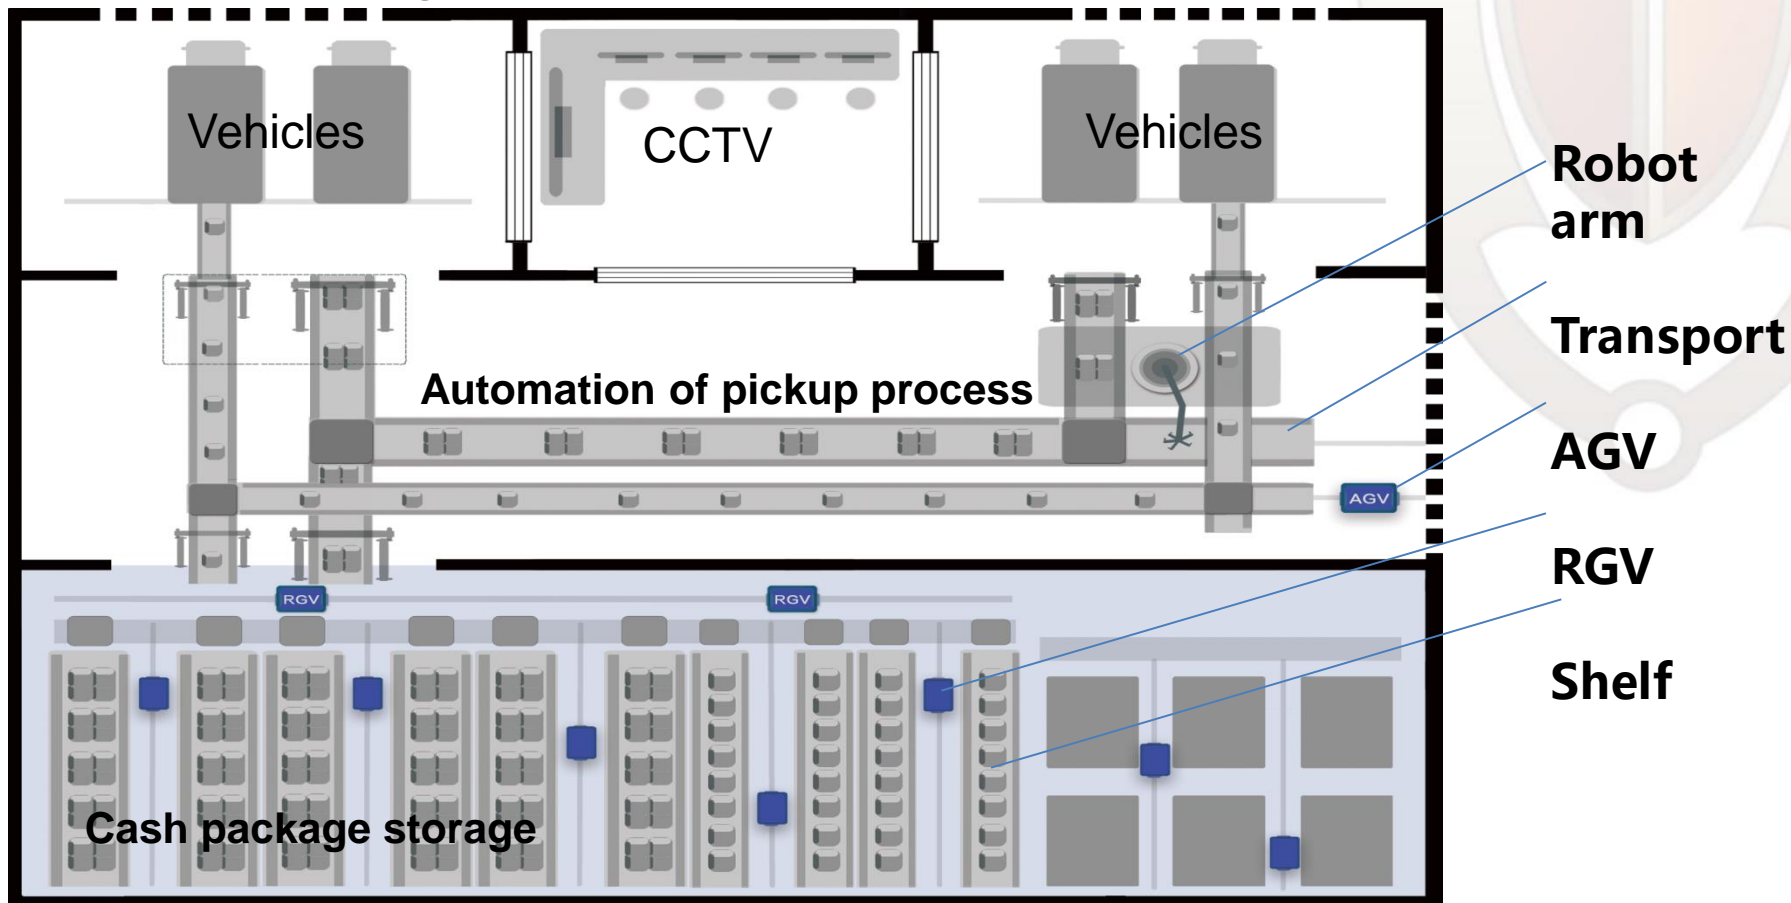 Vehicles
CCTV
Vehicles
Robot
arm
Transport
Automation of pickup process
AGV
AGV
RGV
RGV
RGV
Shelf
Cash package storage